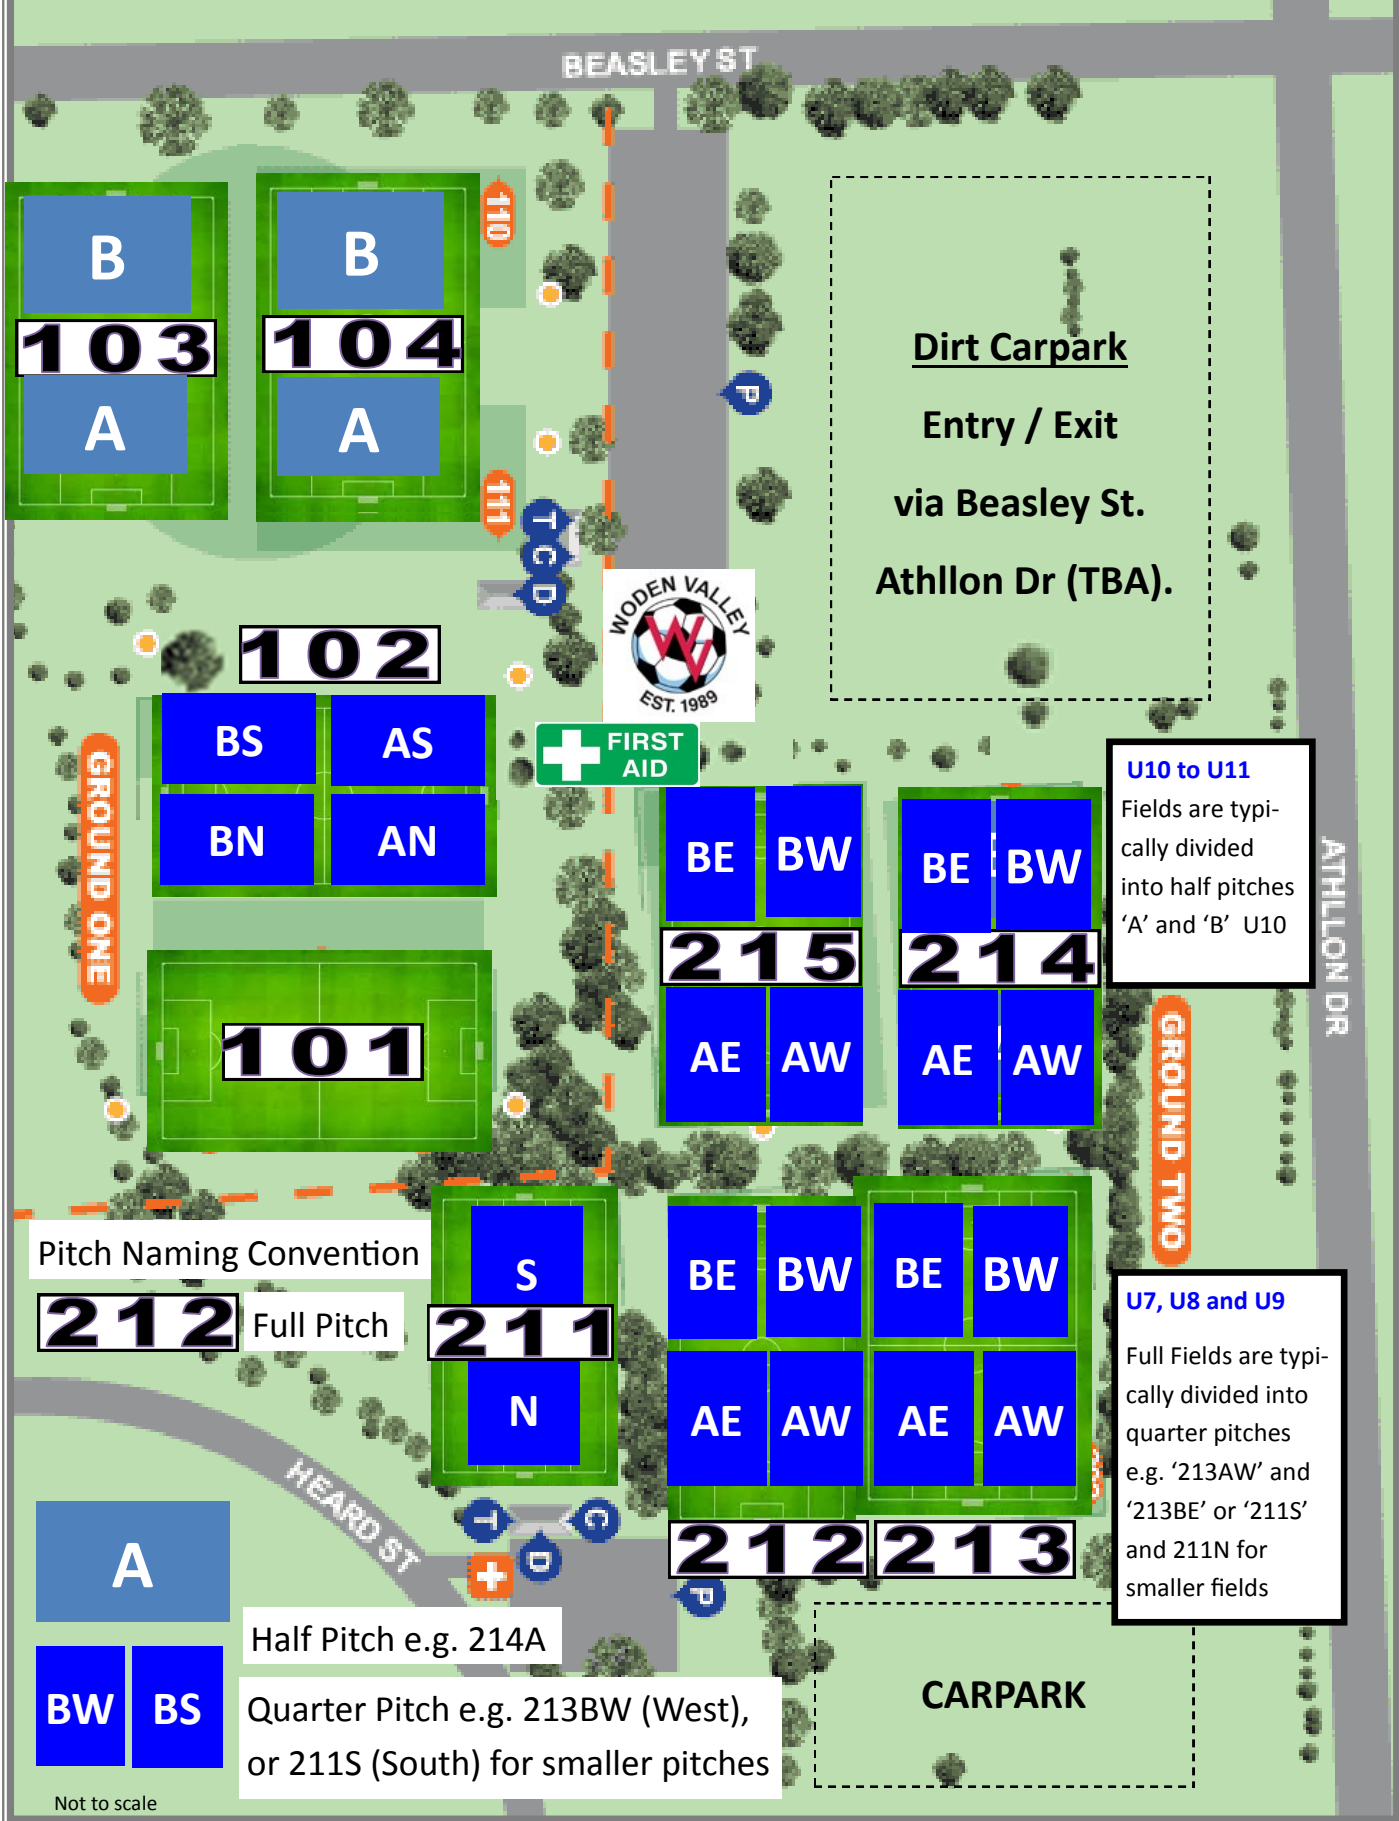 BEASLEY ST
B
103
A
B
104
A
110
111
T
C
D
P
Dirt Carpark
Entry / Exit
via Beasley St.
Athllon Dr (TBA).
WODEN VALLEY
WV
EST. 1989
FIRST
AID
102
BS
AS
BN
AN
GROUND ONE
101
BE
BW
215
AE
AW
BE
BW
214
AE
AW
U10 to U11
Fields are typi-
cally divided
into half pitches
‘A’ and ‘B’ U10
ATHLLON DR
GROUND TWO
Pitch Naming Convention
212 Full Pitch
S
211
N
BE
BW
AE
AW
212
BE
BW
AE
AW
213
U7, U8 and U9
Full Fields are typi-
cally divided into
quarter pitches
e.g. ‘213AW’ and
‘213BE’ or ‘211S’
and 211N for
smaller fields
HEARD ST
T
D
C
P
A
Half Pitch e.g. 214A
BW
BS
Quarter Pitch e.g. 213BW (West),
or 211S (South) for smaller pitches
CARPARK
Not to scale